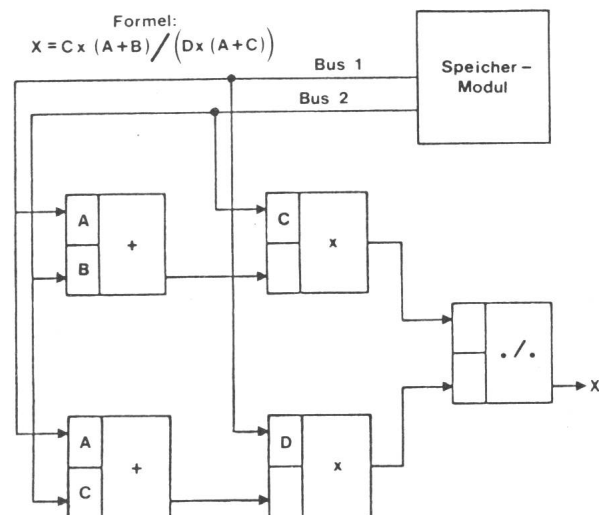 Formel:
X = C x (A+B) / (D x (A+C))
Bus 1
Bus 2
Speicher-
Modul
A
B
+
C
x
./.
X
A
C
+
D
x